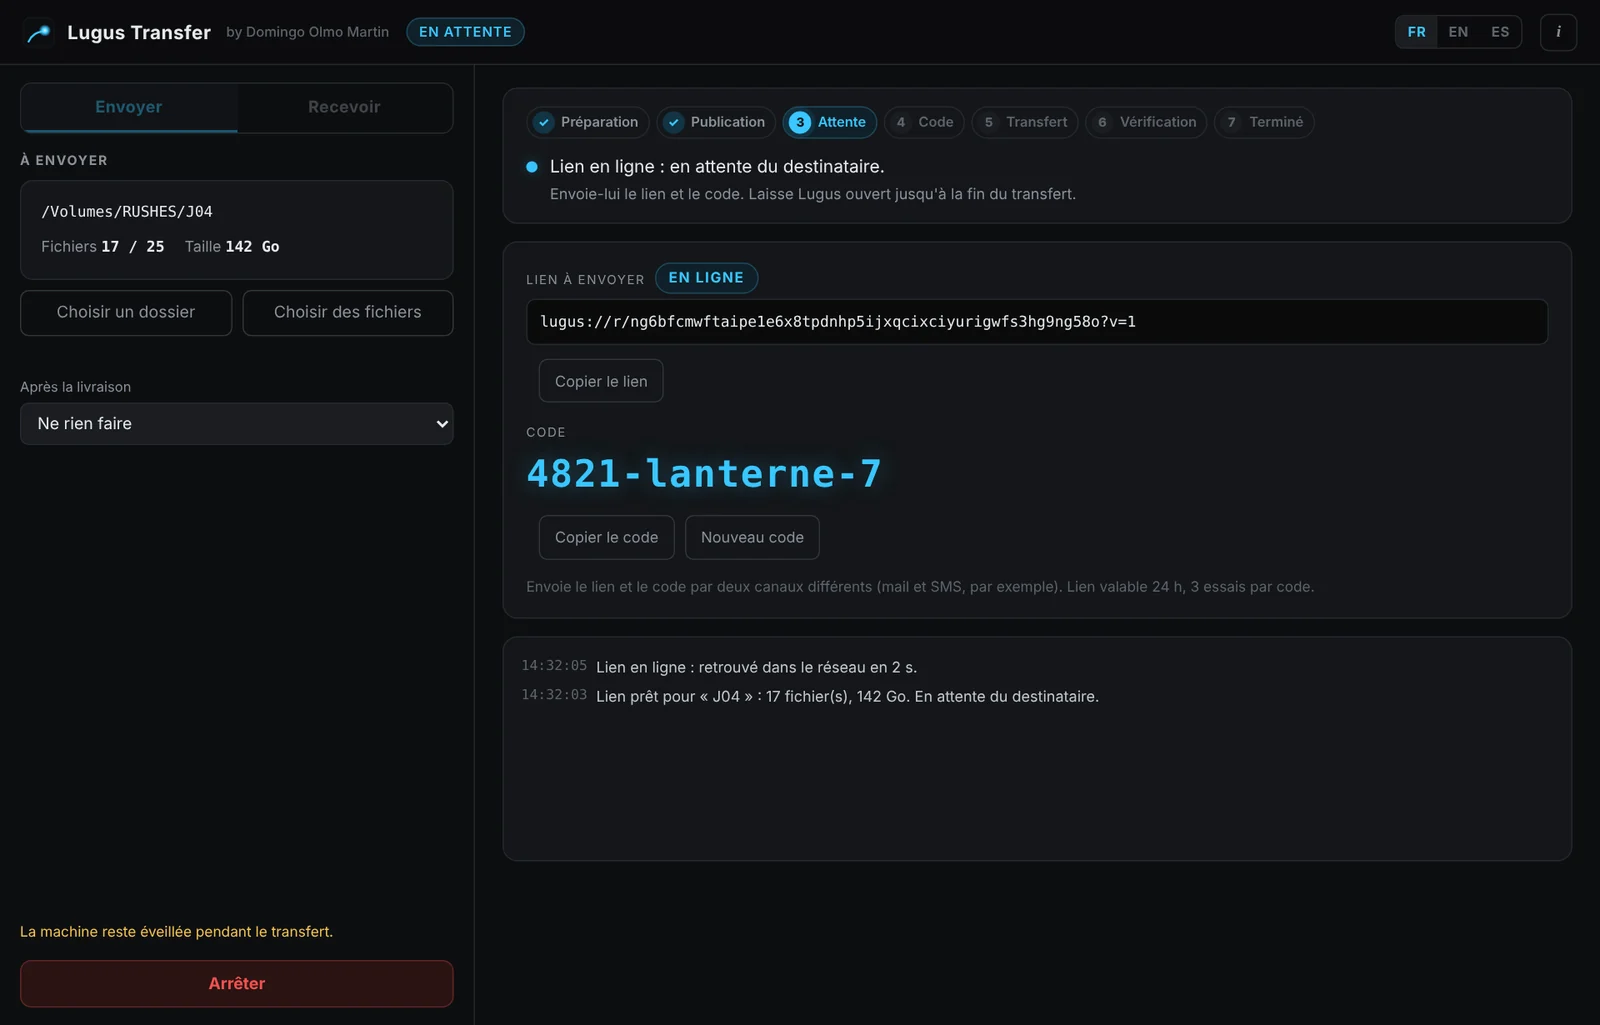 Lugus Transfer by Domingo Olmo Martin EN ATTENTE
FR EN ES i
Envoyer Recevoir
À ENVOYER
/Volumes/RUSHES/J04
Fichiers 17 / 25 Taille 142 Go
Choisir un dossier Choisir des fichiers
Après la livraison
Ne rien faire
La machine reste éveillée pendant le transfert.
Arrêter
Préparation Publication 3 Attente 4 Code 5 Transfert 6 Vérification 7 Terminé
Lien en ligne : en attente du destinataire.
Envoie-lui le lien et le code. Laisse Lugus ouvert jusqu'à la fin du transfert.
LIEN À ENVOYER EN LIGNE
lugus://r/ng6bfcmwftaipe1e6x8tpdnhp5ijxqcixciyurigwfs3hg9ng58o?v=1
Copier le lien
CODE
4821-lanterne-7
Copier le code Nouveau code
Envoie le lien et le code par deux canaux différents (mail et SMS, par exemple). Lien valable 24 h, 3 essais par code.
14:32:05 Lien en ligne : retrouvé dans le réseau en 2 s.
14:32:03 Lien prêt pour « J04 » : 17 fichier(s), 142 Go. En attente du destinataire.